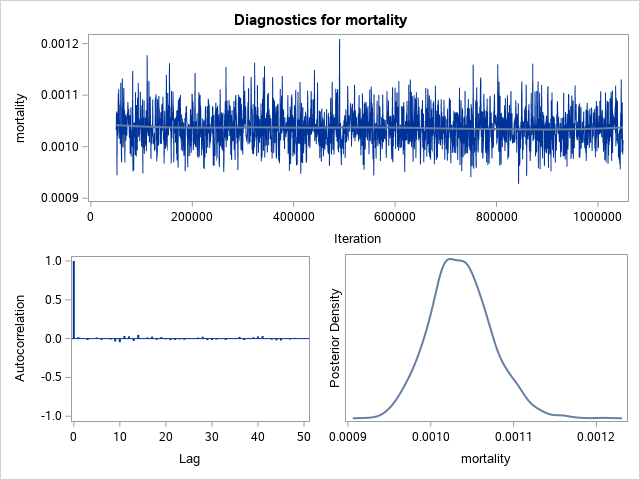 Diagnostics for mortality
0.0012
0.0011
0.0010
0.0009
mortality
0 200000 400000 600000 800000 1000000
Iteration
1.0
0.5
0.0
-0.5
-1.0
Autocorrelation
0 10 20 30 40 50
Lag
Posterior Density
0.0009 0.0010 0.0011 0.0012
mortality